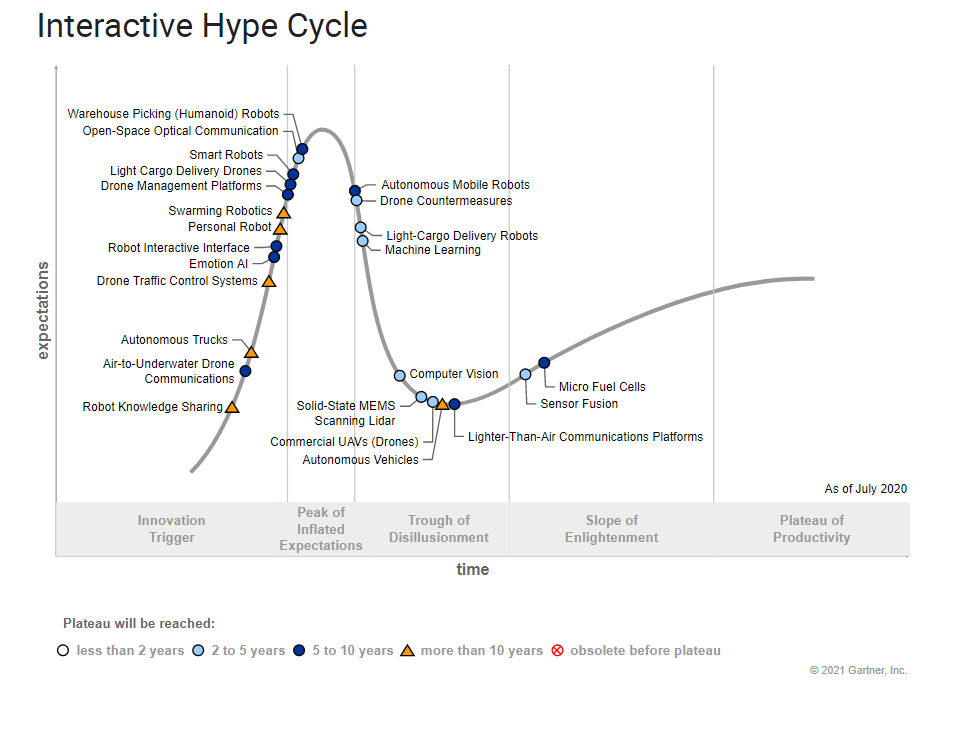 Interactive Hype Cycle
expectations
Warehouse Picking (Humanoid) Robots
Open-Space Optical Communication
Smart Robots
Light Cargo Delivery Drones
Drone Management Platforms
Swarming Robotics
Personal Robot
Robot Interactive Interface
Emotion AI
Drone Traffic Control Systems
Autonomous Trucks
Air-to-Underwater Drone
Communications
Robot Knowledge Sharing
Autonomous Mobile Robots
Drone Countermeasures
Light-Cargo Delivery Robots
Machine Learning
Computer Vision
Solid-State MEMS
Scanning Lidar
Commercial UAVs (Drones)
Autonomous Vehicles
Micro Fuel Cells
Sensor Fusion
Lighter-Than-Air Communications Platforms
As of July 2020
Innovation
Trigger
Peak of
Inflated
Expectations
Trough of
Disillusionment
Slope of
Enlightenment
Plateau of
Productivity
time
Plateau will be reached:
less than 2 years 2 to 5 years 5 to 10 years more than 10 years obsolete before plateau
© 2021 Gartner, Inc.